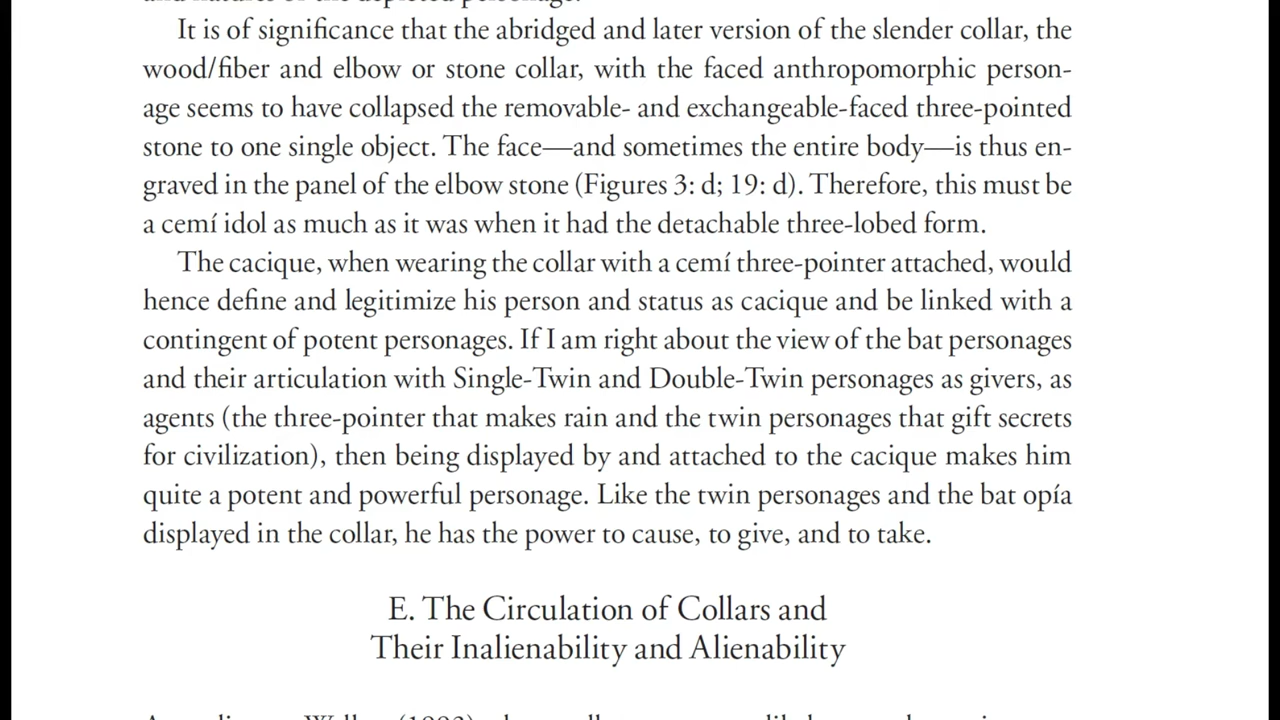 It is of significance that the abridged and later version of the slender collar, the
wood/fiber and elbow or stone collar, with the faced anthropomorphic person-
age seems to have collapsed the removable- and exchangeable-faced three-pointed
stone to one single object. The face—and sometimes the entire body—is thus en-
graved in the panel of the elbow stone (Figures 3: d; 19: d). Therefore, this must be
a cemí idol as much as it was when it had the detachable three-lobed form.
The cacique, when wearing the collar with a cemí three-pointer attached, would
hence define and legitimize his person and status as cacique and be linked with a
contingent of potent personages. If I am right about the view of the bat personages
and their articulation with Single-Twin and Double-Twin personages as givers, as
agents (the three-pointer that makes rain and the twin personages that gift secrets
for civilization), then being displayed by and attached to the cacique makes him
quite a potent and powerful personage. Like the twin personages and the bat opía
displayed in the collar, he has the power to cause, to give, and to take.
E. The Circulation of Collars and
Their Inalienability and Alienability